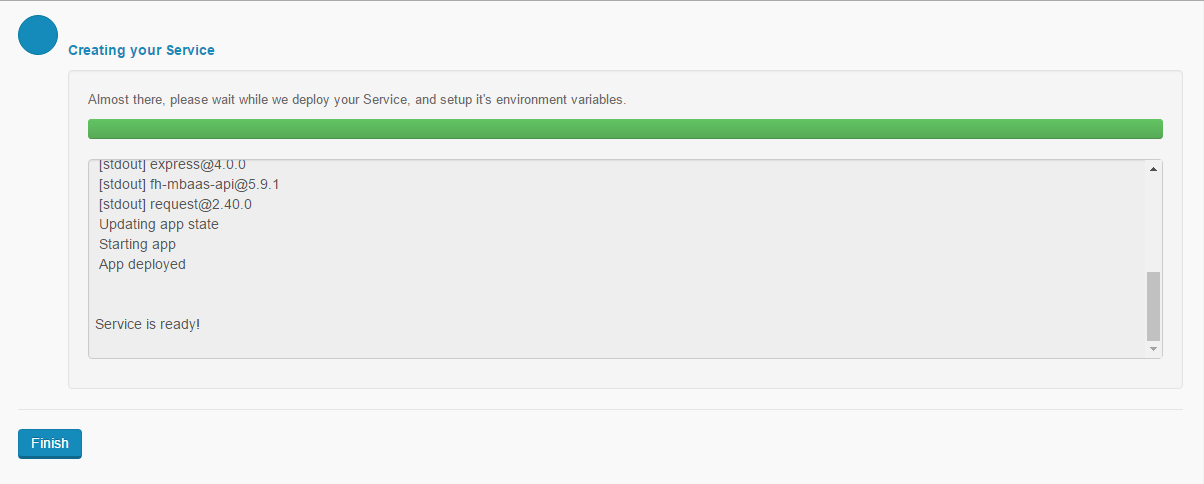 Creating your Service
Almost there, please wait while we deploy your Service, and setup it's environment variables.
[stdout] express@4.0.0
[stdout] fh-mbaas-api@5.9.1
[stdout] request@2.40.0
Updating app state
Starting app
App deployed
Service is ready!
Finish